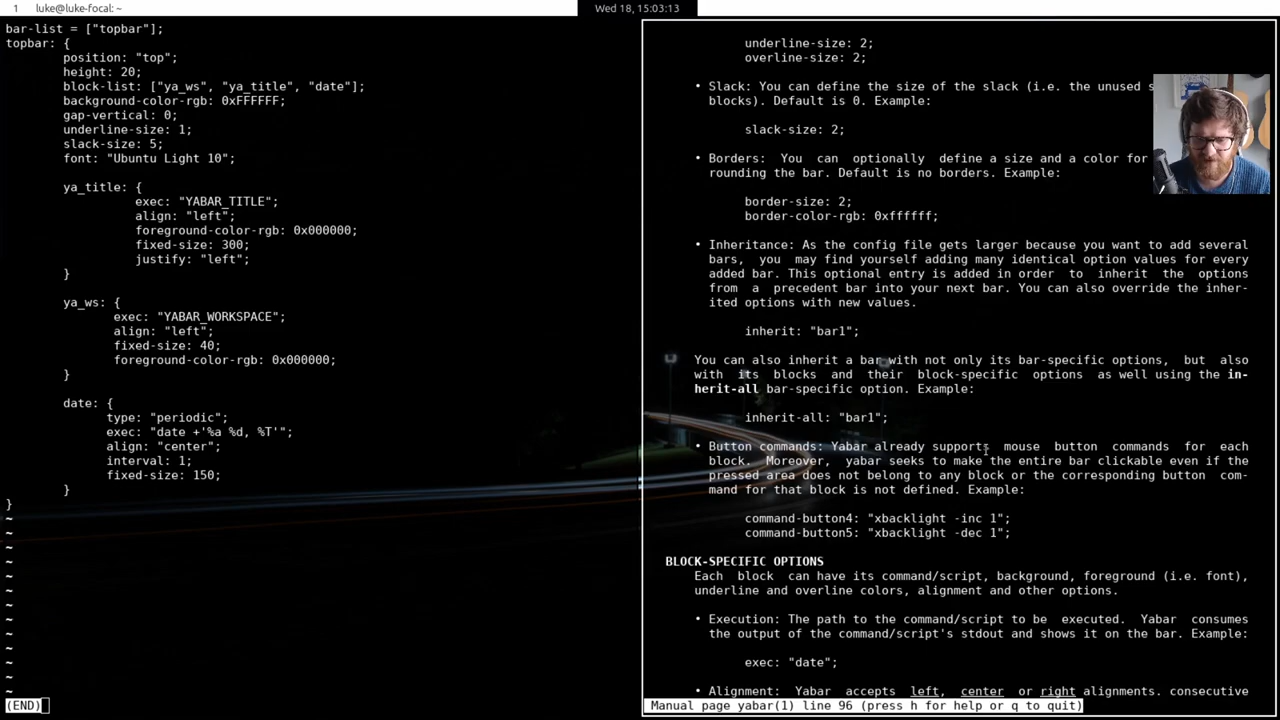 1 luke@luke-focal: ~
Wed 18, 15:03:13
bar-list = ["topbar"];
topbar: {
position: "top";
height: 20;
block-list: ["ya_ws", "ya_title", "date"];
background-color-rgb: 0xFFFFFF;
gap-vertical: 0;
underline-size: 1;
slack-size: 5;
font: "Ubuntu Light 10";
ya_title: {
exec: "YABAR_TITLE";
align: "left";
foreground-color-rgb: 0x000000;
fixed-size: 300;
justify: "left";
}
ya_ws: {
exec: "YABAR_WORKSPACE";
align: "left";
fixed-size: 40;
foreground-color-rgb: 0x000000;
}
date: {
type: "periodic";
exec: "date +'%a %d, %T'";
align: "center";
interval: 1;
fixed-size: 150;
}
}
~
~
~
~
~
~
~
~
~
~
~
~
~
(END)
underline-size: 2;
overline-size: 2;
• Slack: You can define the size of the slack (i.e. the unused s
blocks). Default is 0. Example:
slack-size: 2;
• Borders: You can optionally define a size and a color for
rounding the bar. Default is no borders. Example:
border-size: 2;
border-color-rgb: 0xffffff;
• Inheritance: As the config file gets larger because you want to add several
bars, you may find yourself adding many identical option values for every
added bar. This optional entry is added in order to inherit the options
from a precedent bar into your next bar. You can also override the inher-
ited options with new values.
inherit: "bar1";
You can also inherit a bar with not only its bar-specific options, but also
with its blocks and their block-specific options as well using the in-
herit-all bar-specific option. Example:
inherit-all: "bar1";
• Button commands: Yabar already supports mouse button commands for each
block. Moreover, yabar seeks to make the entire bar clickable even if the
pressed area does not belong to any block or the corresponding button com-
mand for that block is not defined. Example:
command-button4: "xbacklight -inc 1";
command-button5: "xbacklight -dec 1";
BLOCK-SPECIFIC OPTIONS
Each block can have its command/script, background, foreground (i.e. font),
underline and overline colors, alignment and other options.
• Execution: The path to the command/script to be executed. Yabar consumes
the output of the command/script's stdout and shows it on the bar. Example:
exec: "date";
• Alignment: Yabar accepts left, center or right alignments. consecutive
Manual page yabar(1) line 96 (press h for help or q to quit)